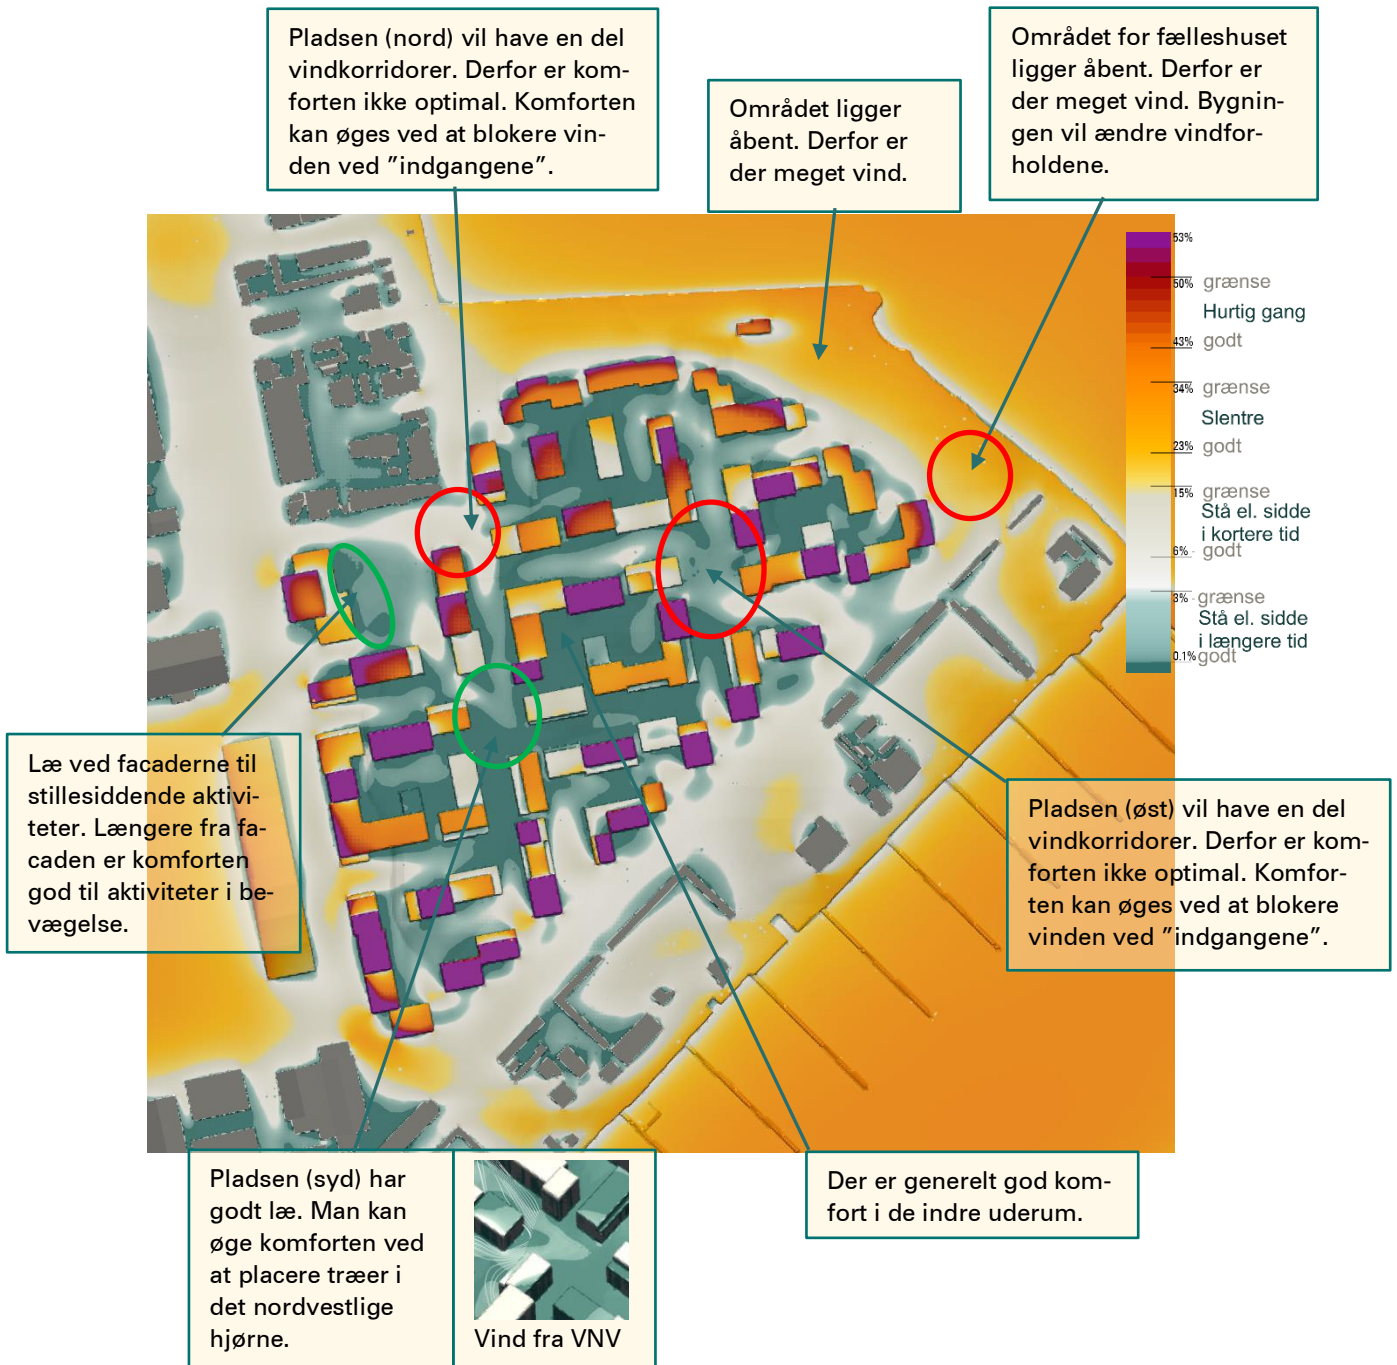 Pladsen (nord) vil have en del
vindkorridorer. Derfor er kom-
forten ikke optimal. Komforten
kan øges ved at blokere vin-
den ved ”indgangene”.
Området ligger
åbent. Derfor er
der meget vind.
Området for fælleshuset
ligger åbent. Derfor er
der meget vind. Bygnin-
gen vil ændre vindfor-
holdene.
53%
50% grænse
Hurtig gang
43% godt
34% grænse
Slentre
23% godt
15% grænse
Stå el. sidde
i kortere tid
6% godt
3% grænse
Stå el. sidde
i længere tid
0.1% godt
Læ ved facaderne til
stillesiddende aktivi-
teter. Længere fra fa-
caden er komforten
god til aktiviteter i be-
vægelse.
Pladsen (øst) vil have en del
vindkorridorer. Derfor er kom-
forten ikke optimal. Komfor-
ten kan øges ved at blokere
vinden ved ”indgangene”.
Pladsen (syd) har
godt læ. Man kan
øge komforten ved
at placere træer i
det nordvestlige
hjørne.
Vind fra VNV
Der er generelt god kom-
fort i de indre uderum.